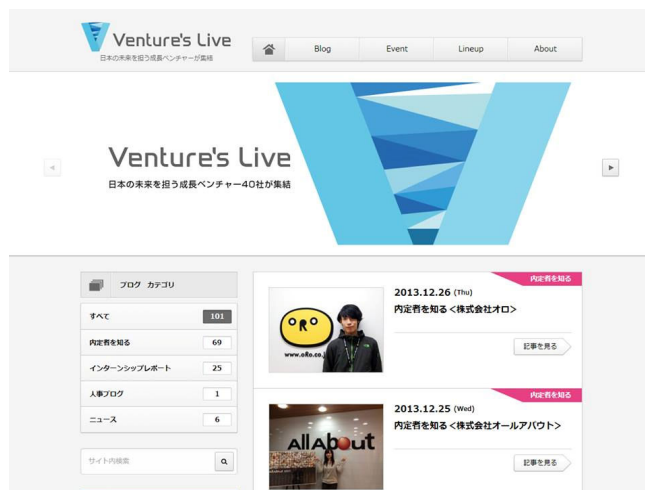 Venture's Live
日本の未来を担う成長ベンチャーが集結
Blog
Event
Lineup
About
Venture's Live
日本の未来を担う成長ベンチャー40社が集結
ブログ カテゴリ
すべて 101
内定者を知る 69
インターンシップレポート 25
人事ブログ 1
ニュース 6
サイト内検索
内定者を知る
2013.12.26 (Thu)
内定者を知る<株式会社オロ>
記事を見る
oRo
www.oRo.co.j
内定者を知る
2013.12.25 (Wed)
内定者を知る<株式会社オールアバウト>
記事を見る
AllAbout